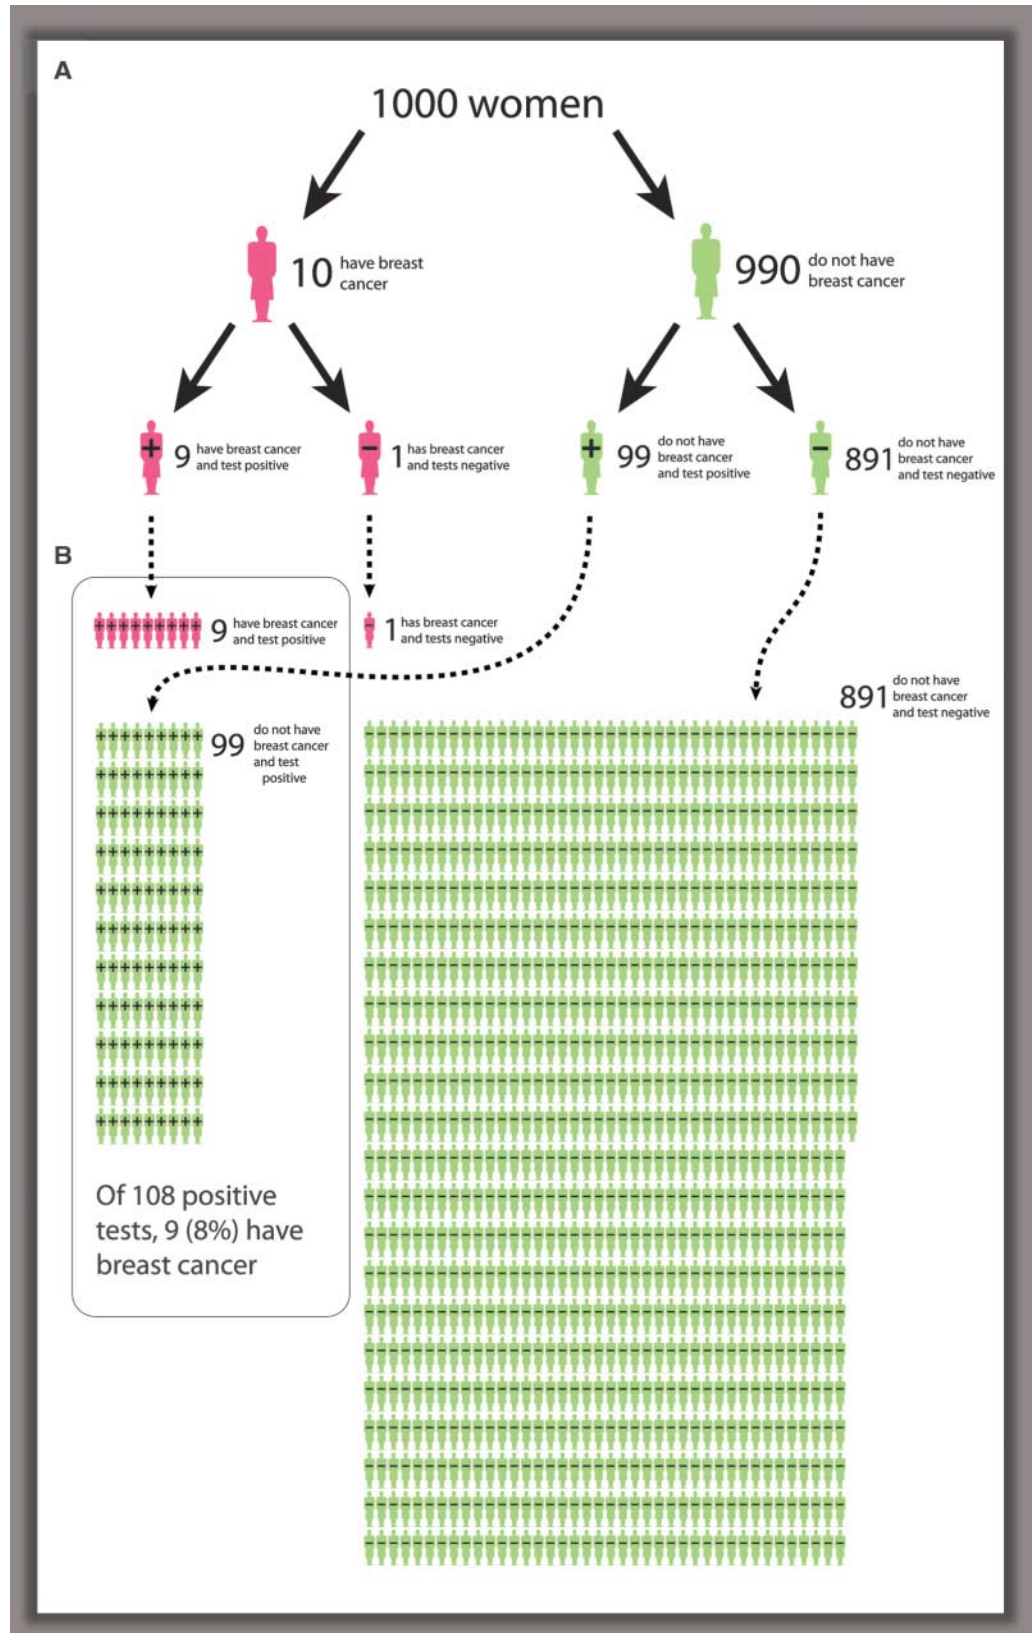 A
1000 women
10
have breast
cancer
990
do not have
breast cancer
+
9
have breast cancer
and test positive
−
1
has breast cancer
and tests negative
+
99
do not have
breast cancer
and test positive
−
891
do not have
breast cancer
and test negative
B
9
have breast cancer
and test positive
1
has breast cancer
and tests negative
891
do not have
breast cancer
and test negative
99
do not have
breast cancer
and test
positive
Of 108 positive
tests, 9 (8%) have
breast cancer